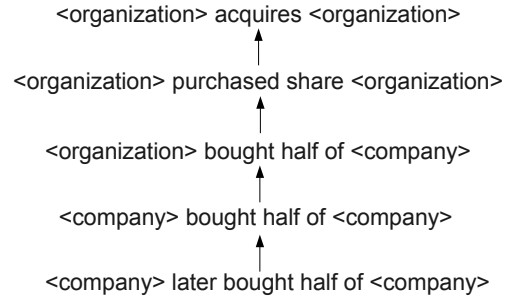 <organization> acquires <organization>
<organization> purchased share <organization>
<organization> bought half of <company>
<company> bought half of <company>
<company> later bought half of <company>